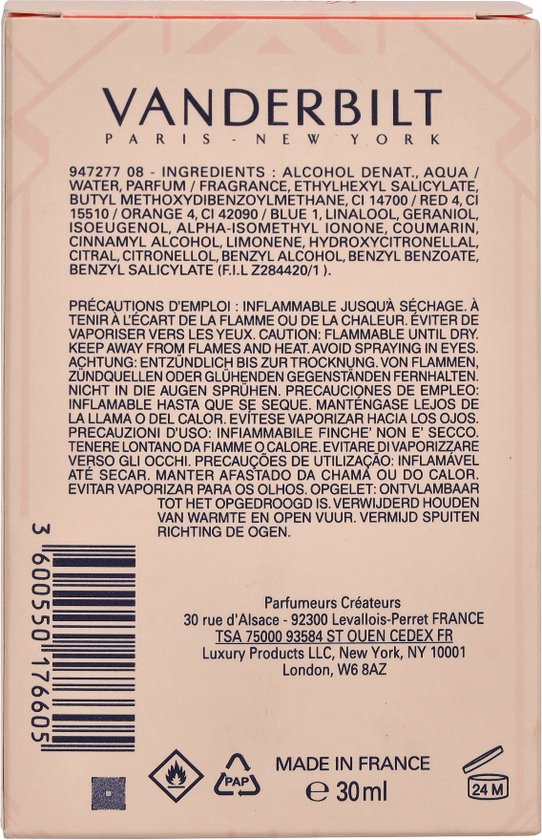 VANDERBILT
PARIS - NEW YORK
947277 08 - INGREDIENTS : ALCOHOL DENAT., AQUA /
WATER, PARFUM / FRAGRANCE, ETHYLHEXYL SALICYLATE,
BUTYL METHOXYDIBENZOYLMETHANE, CI 14700 / RED 4, CI
15510 / ORANGE 4, CI 42090 / BLUE 1, LINALOOL, GERANIOL,
ISOEUGENOL, ALPHA-ISOMETHYL IONONE, COUMARIN,
CINNAMYL ALCOHOL, LIMONENE, HYDROXYCITRONELLAL,
CITRAL, CITRONELLOL, BENZYL ALCOHOL, BENZYL BENZOATE,
BENZYL SALICYLATE (F.I.L Z284420/1 ).
PRÉCAUTIONS D'EMPLOI : INFLAMMABLE JUSQU'À SÉCHAGE. À
TENIR À L'ÉCART DE LA FLAMME OU DE LA CHALEUR. ÉVITER DE
VAPORISER VERS LES YEUX. CAUTION: FLAMMABLE UNTIL DRY.
KEEP AWAY FROM FLAMES AND HEAT. AVOID SPRAYING IN EYES.
ACHTUNG: ENTZÜNDLICH BIS ZUR TROCKNUNG. VON FLAMMEN,
ZÜNDQUELLEN ODER GLÜHENDEN GEGENSTÄNDEN FERNHALTEN.
NICHT IN DIE AUGEN SPRÜHEN. PRECAUCIONES DE EMPLEO:
INFLAMABLE HASTA QUE SE SEQUE. MANTÉNGASE LEJOS DE
LA LLAMA O DEL CALOR. EVÍTESE VAPORIZAR HACIA LOS OJOS.
PRECAUZIONI D'USO: INFIAMMABILE FINCHE' NON E' SECCO.
TENERE LONTANO DA FIAMME O CALORE. EVITARE DI VAPORIZZARE
VERSO GLI OCCHI. PRECAUÇÕES DE UTILIZAÇÃO: INFLAMÁVEL
ATÉ SECAR. MANTER AFASTADO DA CHAMA OU DO CALOR.
EVITAR VAPORIZAR PARA OS OLHOS. OPGELET: ONTVLAMBAAR
TOT HET OPGEDROOGD IS. VERWIJDERD HOUDEN
VAN WARMTE EN OPEN VUUR. VERMIJD SPUITEN
RICHTING DE OGEN.
3 600550 176605
Parfumeurs Créateurs
30 rue d'Alsace - 92300 Levallois-Perret FRANCE
TSA 75000 93584 ST OUEN CEDEX FR
Luxury Products LLC, New York, NY 10001
London, W6 8AZ
PAP
MADE IN FRANCE
℮ 30ml
24 M